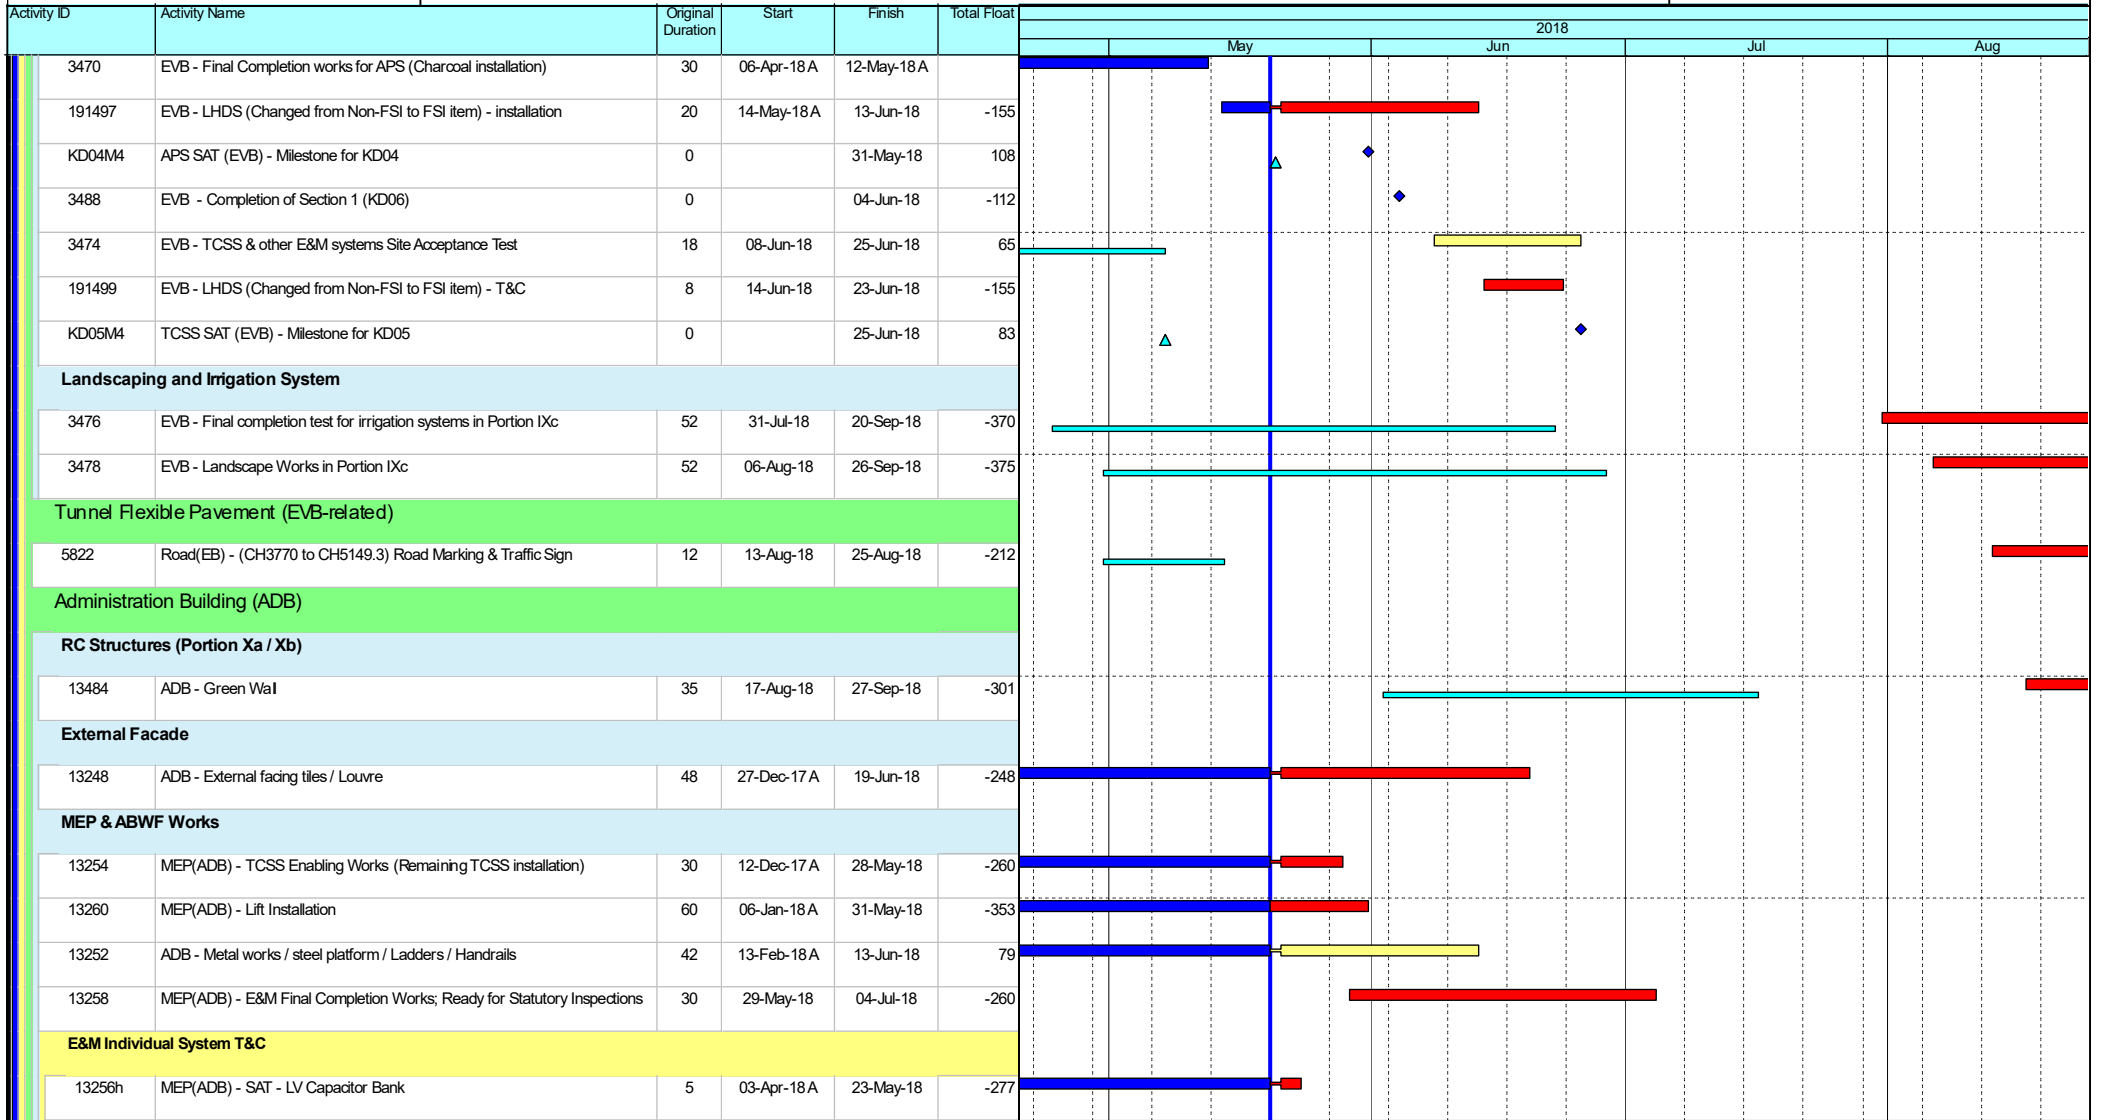 Activity ID Activity Name Original Duration Start Finish Total Float
2018
May Jun Jul Aug
3470 EVB - Final Completion works for APS (Charcoal installation) 30 06-Apr-18 A 12-May-18 A
191497 EVB - LHDS (Changed from Non-FSI to FSI item) - installation 20 14-May-18 A 13-Jun-18 -155
KD04M4 APS SAT (EVB) - Milestone for KD04 0 31-May-18 108
3488 EVB - Completion of Section 1 (KD06) 0 04-Jun-18 -112
3474 EVB - TCSS & other E&M systems Site Acceptance Test 18 08-Jun-18 25-Jun-18 65
191499 EVB - LHDS (Changed from Non-FSI to FSI item) - T&C 8 14-Jun-18 23-Jun-18 -155
KD05M4 TCSS SAT (EVB) - Milestone for KD05 0 25-Jun-18 83
Landscaping and Irrigation System
3476 EVB - Final completion test for irrigation systems in Portion IXc 52 31-Jul-18 20-Sep-18 -370
3478 EVB - Landscape Works in Portion IXc 52 06-Aug-18 26-Sep-18 -375
Tunnel Flexible Pavement (EVB-related)
5822 Road(EB) - (CH3770 to CH5149.3) Road Marking & Traffic Sign 12 13-Aug-18 25-Aug-18 -212
Administration Building (ADB)
RC Structures (Portion Xa / Xb)
13484 ADB - Green Wall 35 17-Aug-18 27-Sep-18 -301
External Facade
13248 ADB - External facing tiles / Louvre 48 27-Dec-17 A 19-Jun-18 -248
MEP & ABWF Works
13254 MEP(ADB) - TCSS Enabling Works (Remaining TCSS installation) 30 12-Dec-17 A 28-May-18 -260
13260 MEP(ADB) - Lift Installation 60 06-Jan-18 A 31-May-18 -353
13252 ADB - Metal works / steel platform / Ladders / Handrails 42 13-Feb-18 A 13-Jun-18 79
13258 MEP(ADB) - E&M Final Completion Works; Ready for Statutory Inspections 30 29-May-18 04-Jul-18 -260
E&M Individual System T&C
13256h MEP(ADB) - SAT - LV Capacitor Bank 5 03-Apr-18 A 23-May-18 -277